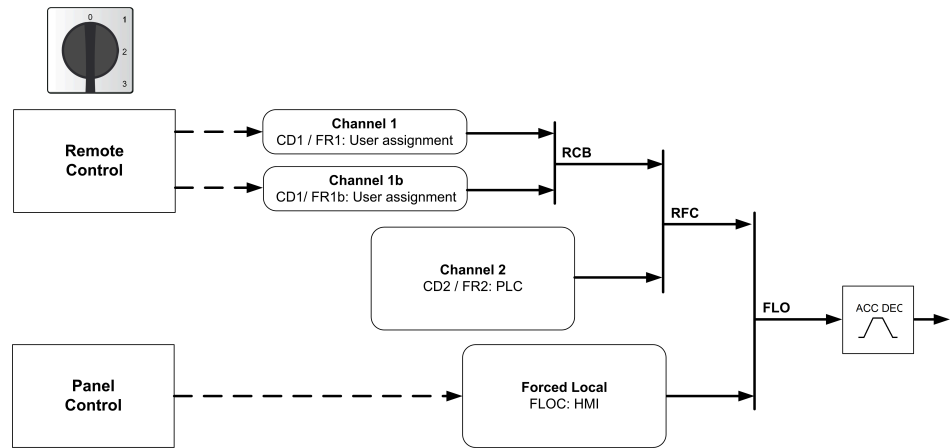 0
1
2
3
Remote
Control
Channel 1
CD1 / FR1: User assignment
Channel 1b
CD1/ FR1b: User assignment
RCB
RFC
Channel 2
CD2 / FR2: PLC
FLO
ACC DEC
Panel
Control
Forced Local
FLOC: HMI